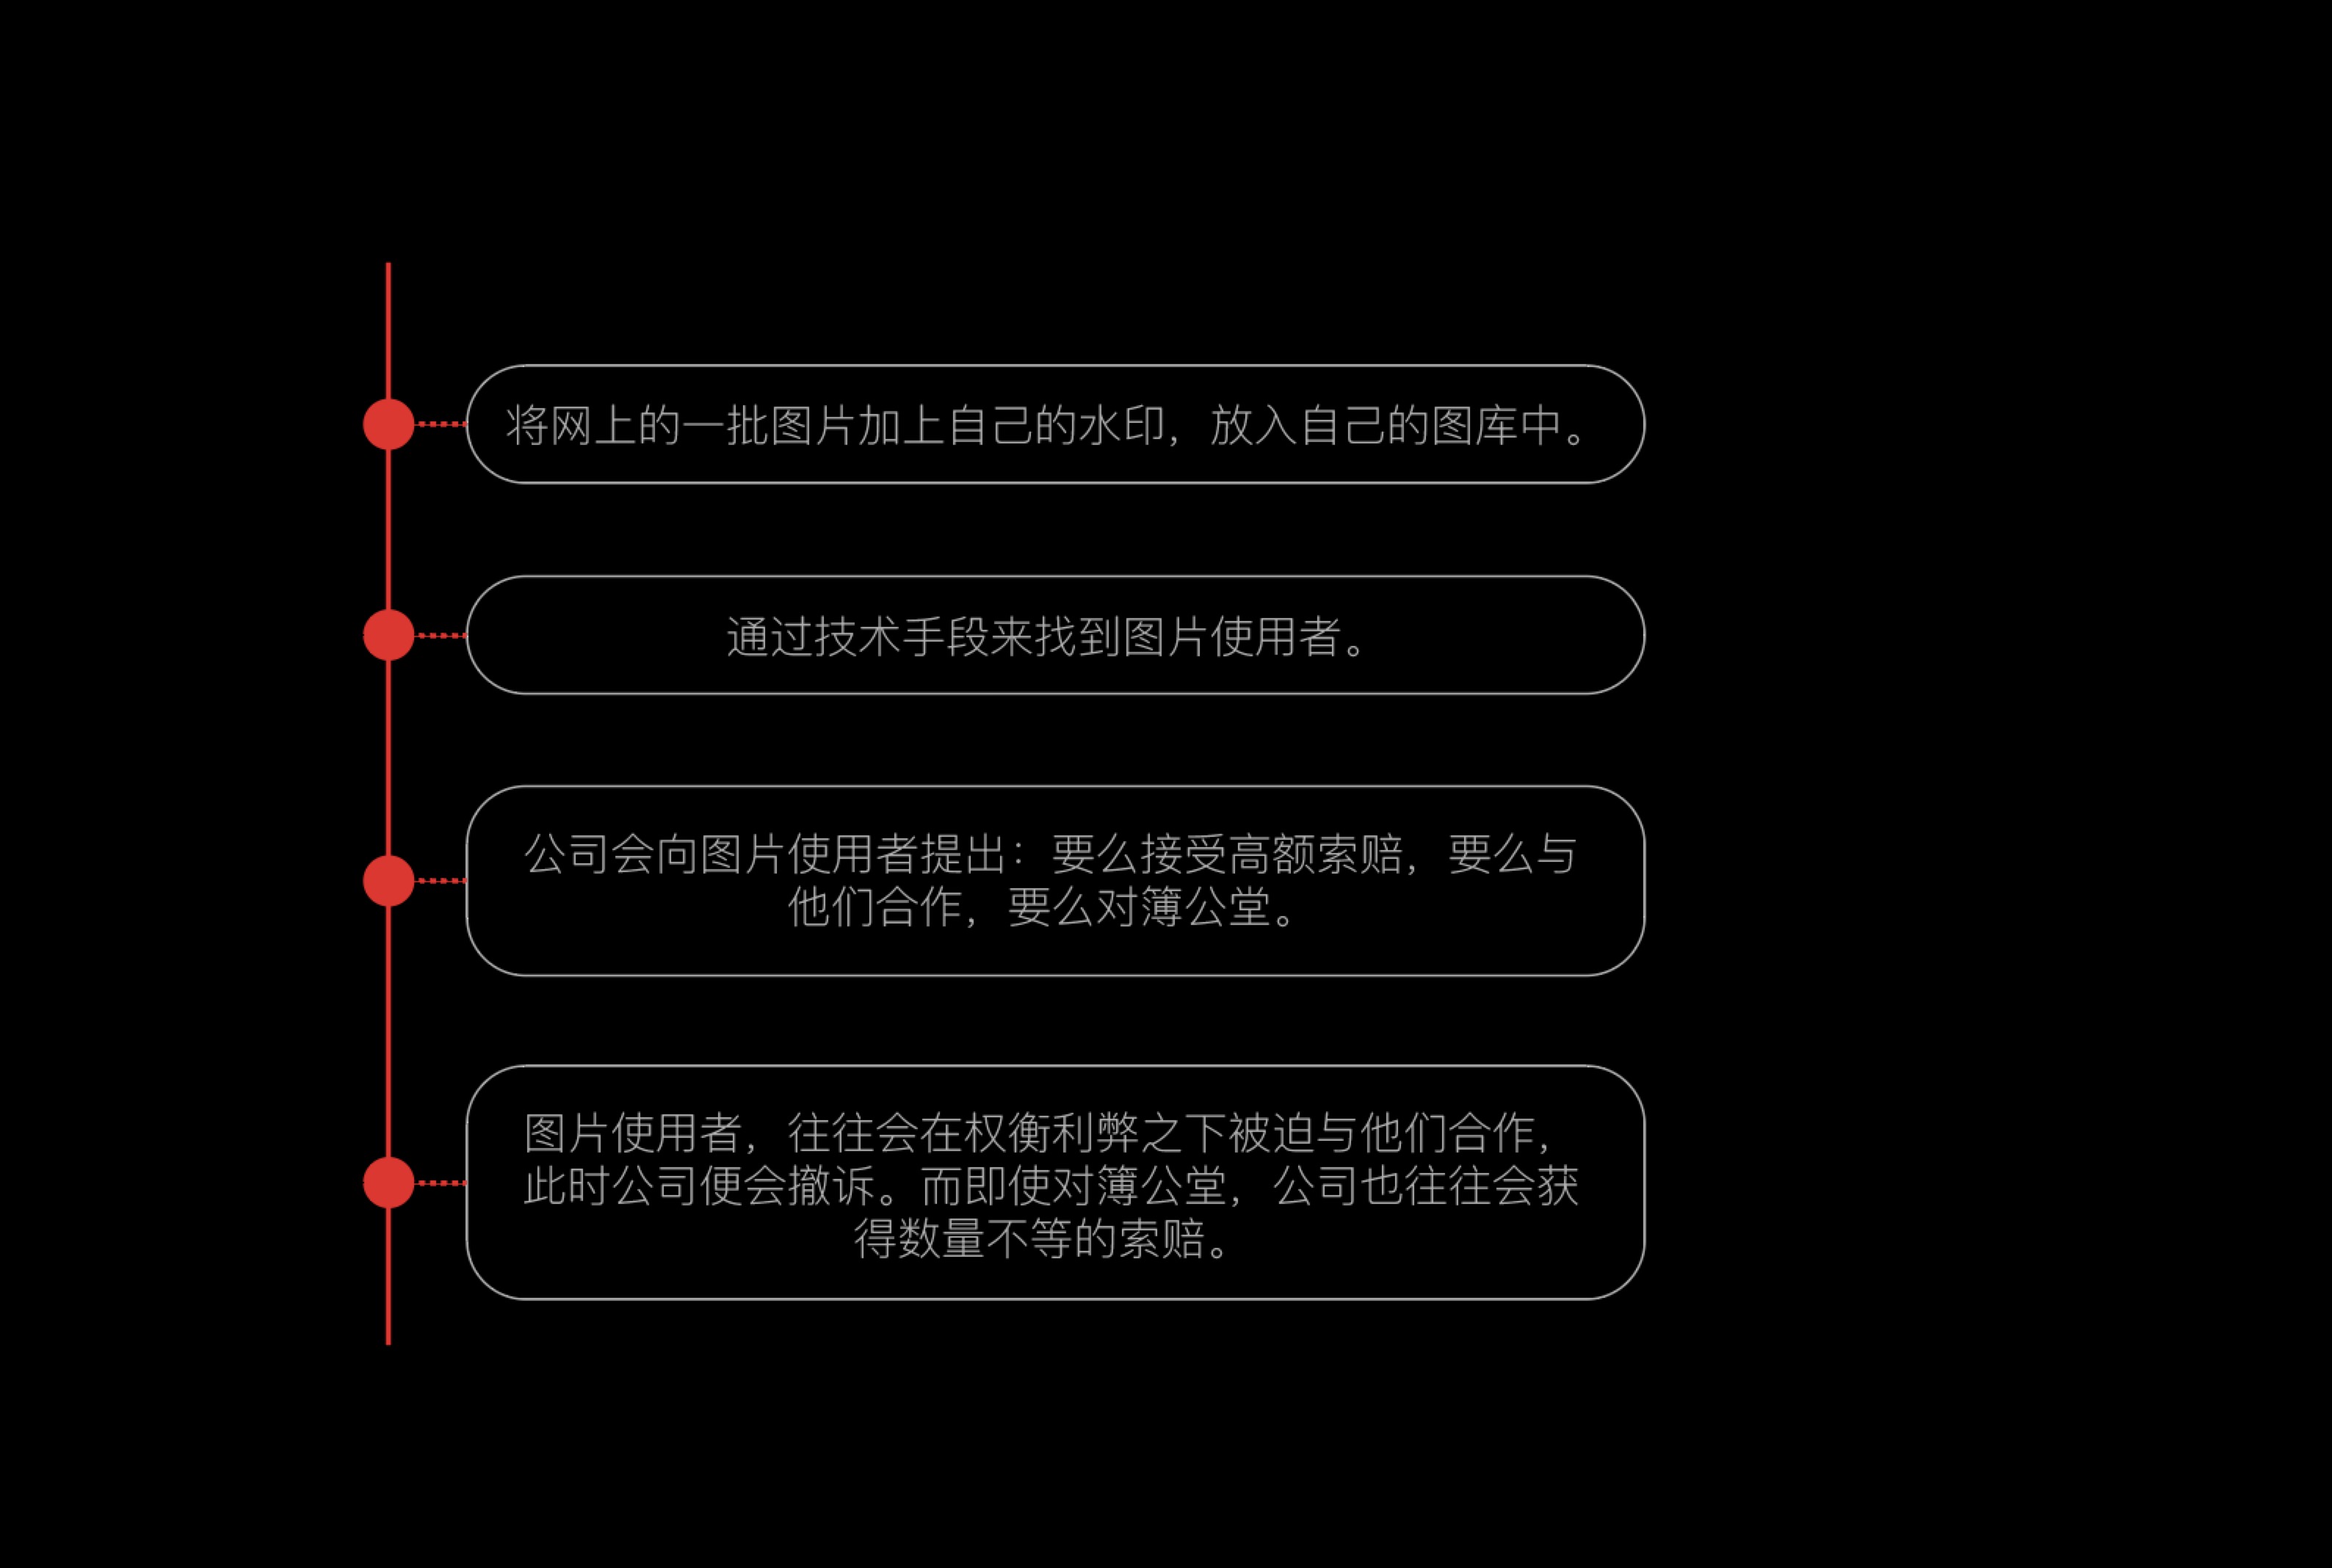 将网上的一批图片加上自己的水印，放入自己的图库中。
通过技术手段来找到图片使用者。
公司会向图片使用者提出：要么接受高额索赔，要么与
他们合作，要么对薄公堂。
图片使用者，往往会在权衡利弊之下被迫与他们合作，
此时公司便会撤诉。而即使对薄公堂，公司也往往会获
得数量不等的索赔。